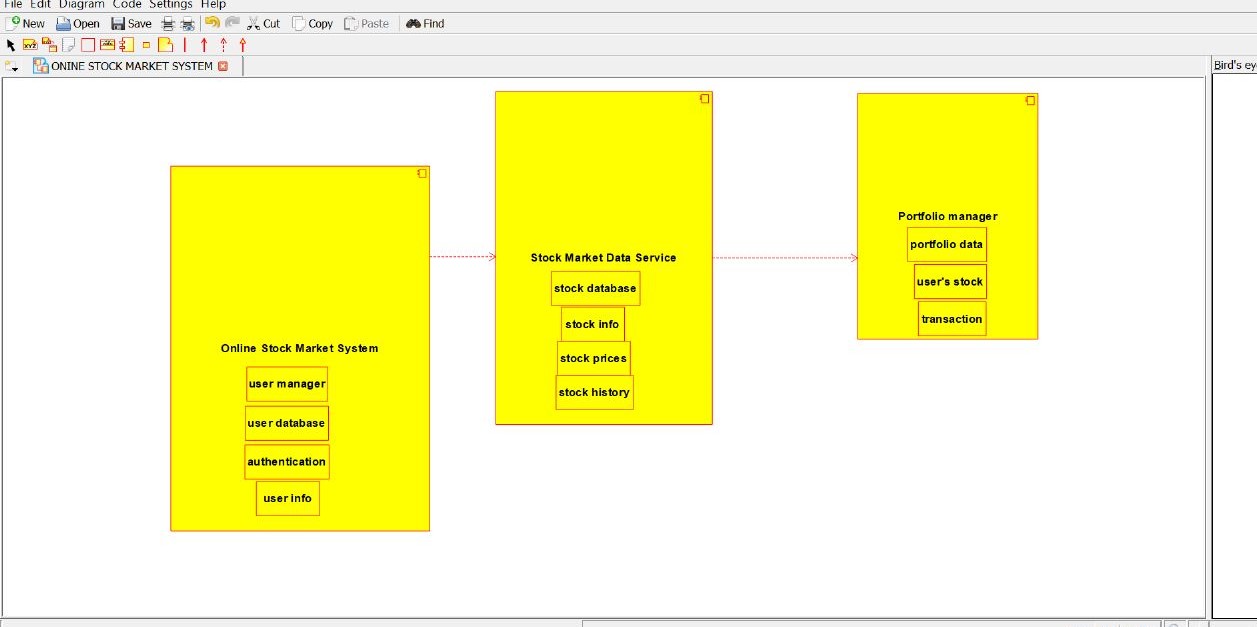 File Edit Diagram Code Settings Help
New Open Save Cut Copy Paste Find
ONINE STOCK MARKET SYSTEM
Bird's ey
Online Stock Market System
user manager
user database
authentication
user info
Stock Market Data Service
stock database
stock info
stock prices
stock history
Portfolio manager
portfolio data
user's stock
transaction